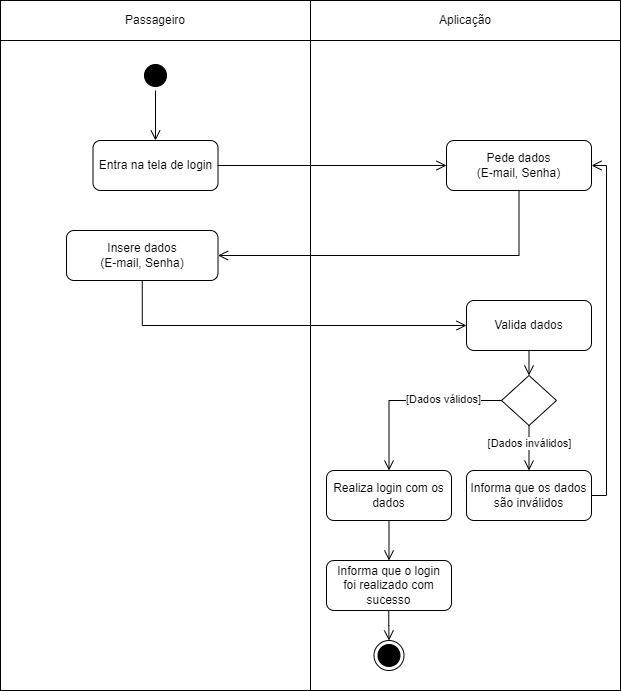 Passageiro
Aplicação
Entra na tela de login
Pede dados
(E-mail, Senha)
Insere dados
(E-mail, Senha)
Valida dados
[Dados válidos]
[Dados inválidos]
Realiza login com os
dados
Informa que os dados
são inválidos
Informa que o login
foi realizado com
sucesso